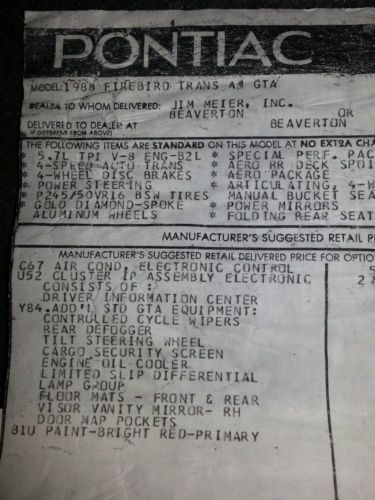 PONTIAC
MODEL: 1988 FIREBIRD TRANS AM GTA
DEALER TO WHOM DELIVERED: JIM MEIER, INC.
BEAVERTON OR
DELIVERED TO DEALER AT BEAVERTON
(IF DIFFERENT FROM ABOVE)
THE FOLLOWING ITEMS ARE STANDARD ON THIS MODEL AT NO EXTRA CHA
* 5.7L TPI V-8 ENG-B2L * SPECIAL PERF. PAC
* 4-SPEED AUTO TRANS * AERO RR DECK SPOI
* 4-WHEEL DISC BRAKES * AERO PACKAGE
* POWER STEERING * ARTICULATING, 4-W
* P245/50VR16 BSW TIRES MANUAL BUCKET SEA
* GOLD DIAMOND-SPOKE * POWER MIRRORS
ALUMINUM WHEELS * FOLDING REAR SEAT
MANUFACTURER'S SUGGESTED RETAIL P
MANUFACTURER'S SUGGESTED RETAIL DELIVERED PRICE FOR OPTIO
C67 AIR COND, ELECTRONIC CONTROL
U52 CLUSTER IP ASSEMBLY ELECTRONIC 2
CONSISTS OF :
DRIVER INFORMATION CENTER
Y84.ADD'L STD GTA EQUIPMENT:
CONTROLLED CYCLE WIPERS
REAR DEFOGGER
TILT STEERING WHEEL
CARGO SECURITY SCREEN
ENGINE OIL COOLER
LIMITED SLIP DIFFERENTIAL
LAMP GROUP
FLOOR MATS - FRONT & REAR
VISOR VANITY MIRROR- RH
DOOR MAP POCKETS
81U PAINT-BRIGHT RED-PRIMARY